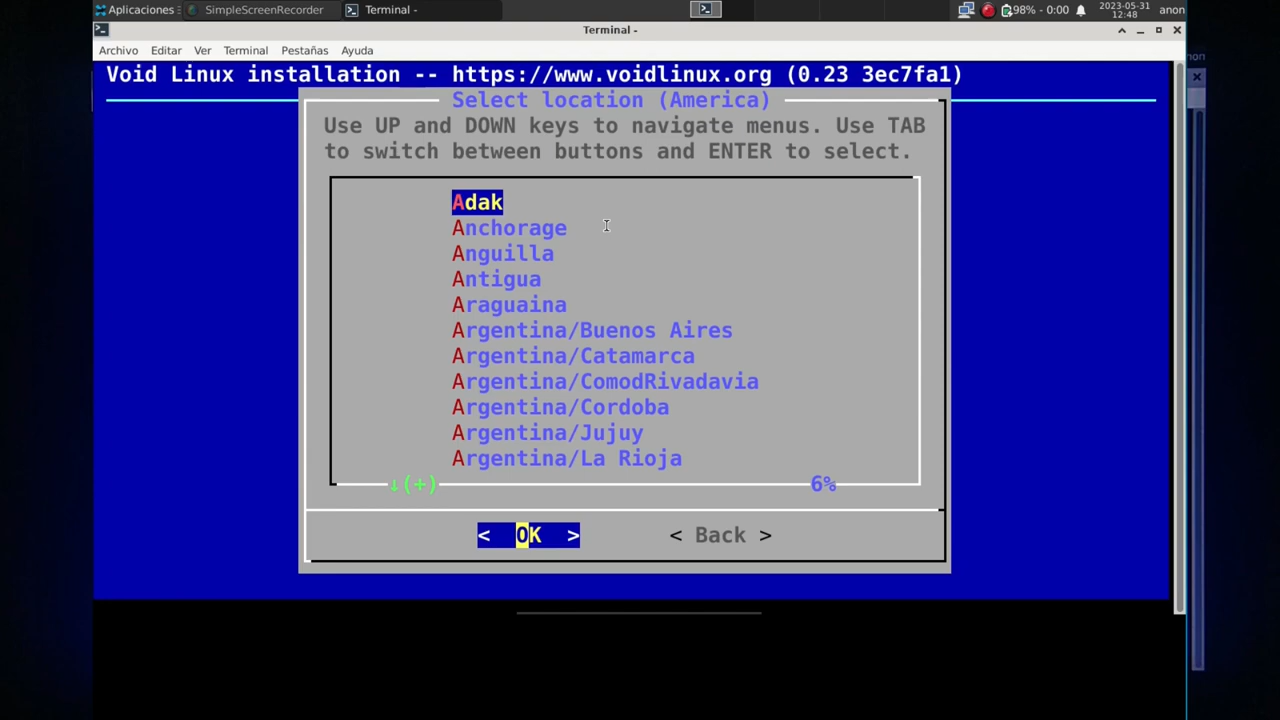 Aplicaciones
SimpleScreenRecorder
Terminal -
98% - 0:00
2023-05-31
12:48
anon
Terminal -
Archivo Editar Ver Terminal Pestañas Ayuda
Void Linux installation -- https://www.voidlinux.org (0.23 3ec7fa1)
Select location (America)
Use UP and DOWN keys to navigate menus. Use TAB
to switch between buttons and ENTER to select.
Adak
Anchorage
Anguilla
Antigua
Araguaina
Argentina/Buenos Aires
Argentina/Catamarca
Argentina/ComodRivadavia
Argentina/Cordoba
Argentina/Jujuy
Argentina/La Rioja
↓(+) 6%
< OK > < Back >